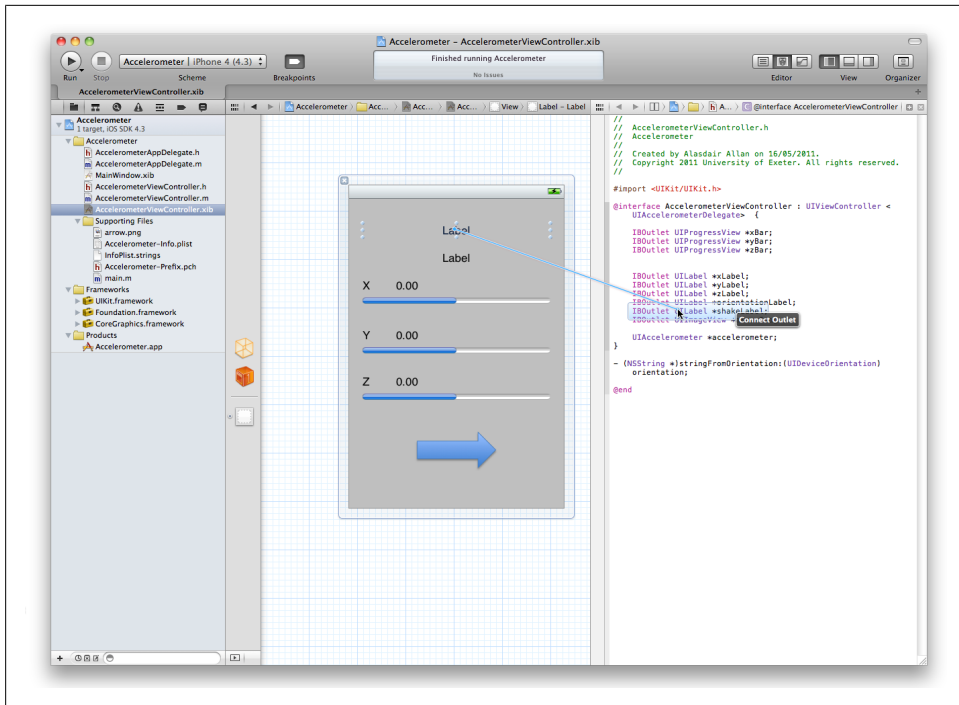 Accelerometer – AccelerometerViewController.xib
Accelerometer | iPhone 4 (4.3)
Finished running Accelerometer
No Issues
Run
Stop
Scheme
Breakpoints
Editor
View
Organizer
AccelerometerViewController.xib
Accelerometer
1 target, iOS SDK 4.3
Accelerometer
AccelerometerAppDelegate.h
AccelerometerAppDelegate.m
MainWindow.xib
AccelerometerViewController.h
AccelerometerViewController.m
AccelerometerViewController.xib
Supporting Files
arrow.png
Accelerometer-Info.plist
InfoPlist.strings
Accelerometer-Prefix.pch
main.m
Frameworks
UIKit.framework
Foundation.framework
CoreGraphics.framework
Products
Accelerometer.app
Accelerometer
Acc...
Acc...
Acc...
View
Label – Label
Label
Label
X 0.00
Y 0.00
Z 0.00
A...
@interface AccelerometerViewController
//
// AccelerometerViewController.h
// Accelerometer
//
// Created by Alasdair Allan on 16/05/2011.
// Copyright 2011 University of Exeter. All rights reserved.
//
#import <UIKit/UIKit.h>
@interface AccelerometerViewController : UIViewController <
UIAccelerometerDelegate> {
IBOutlet UIProgressView *xBar;
IBOutlet UIProgressView *yBar;
IBOutlet UIProgressView *zBar;
IBOutlet UILabel *xLabel;
IBOutlet UILabel *yLabel;
IBOutlet UILabel *zLabel;
IBOutlet UILabel *orientationLabel;
IBOutlet UILabel *shakeLabel;
IBOutlet UIImageView
Connect Outlet
UIAccelerometer *accelerometer;
}
- (NSString *)stringFromOrientation:(UIDeviceOrientation)
orientation;
@end